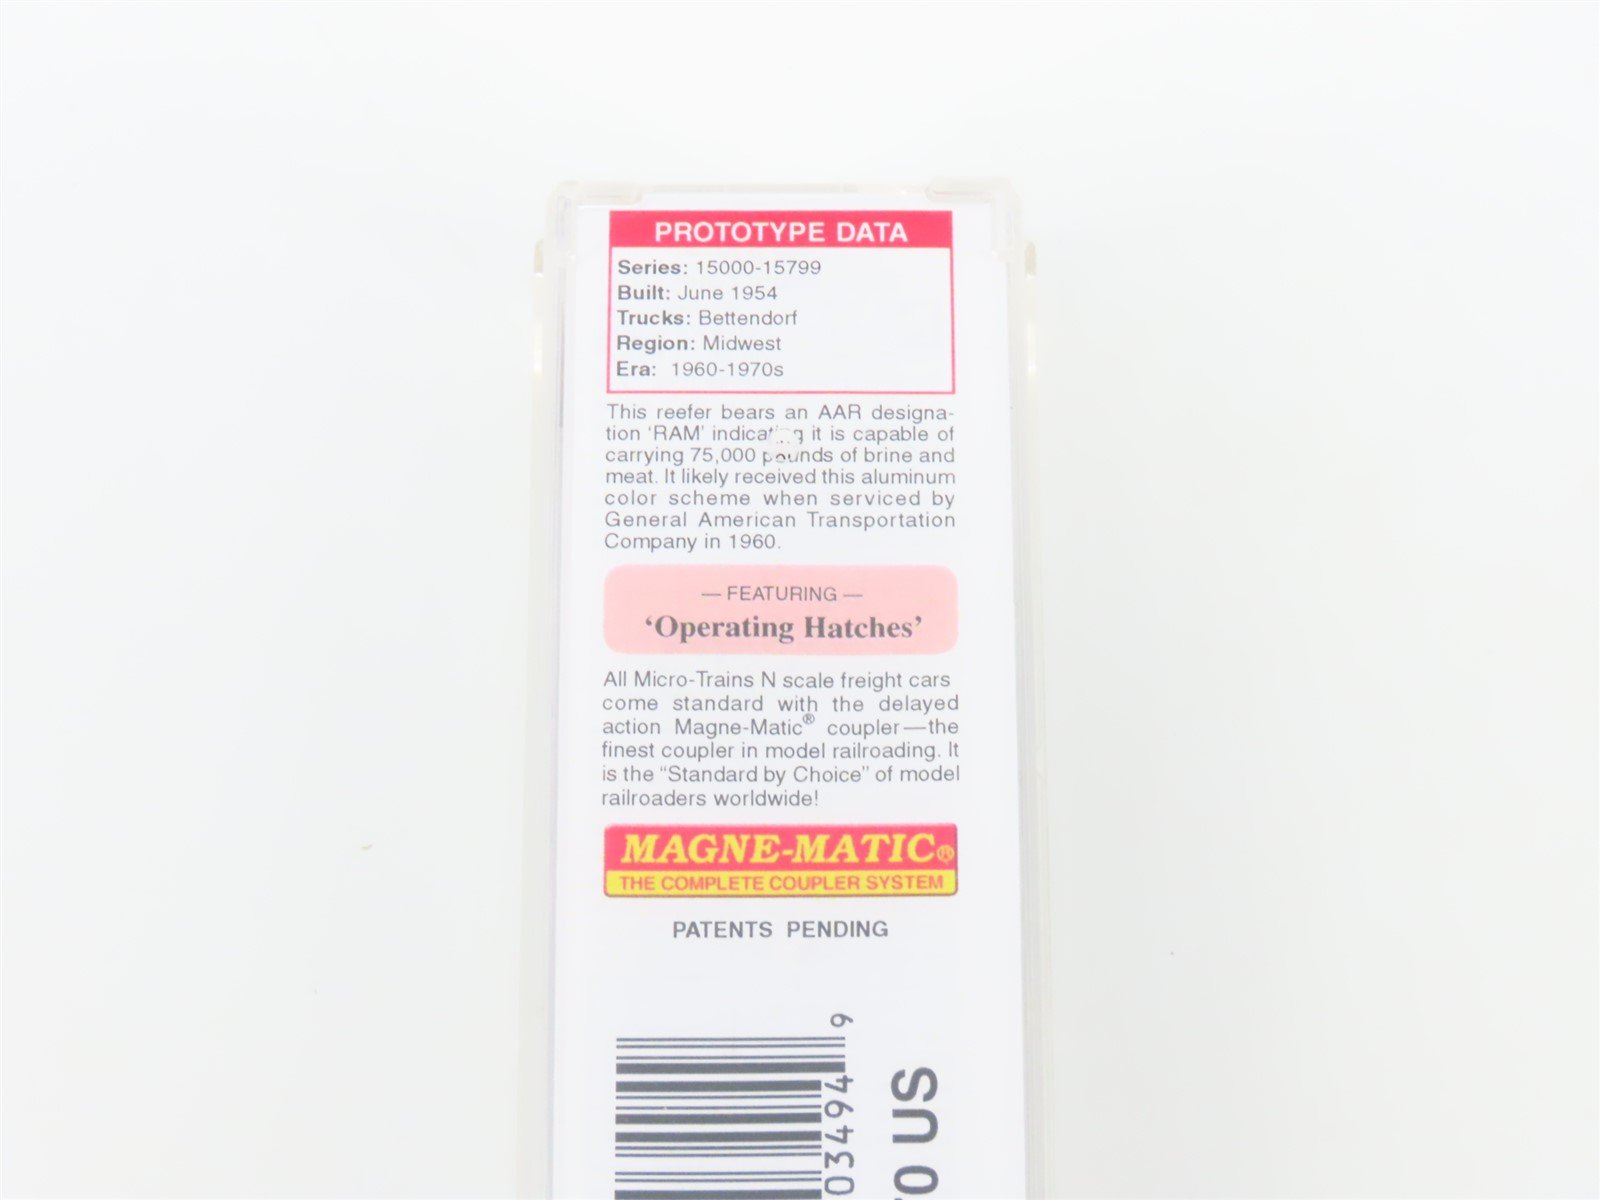 PROTOTYPE DATA
Series: 15000-15799
Built: June 1954
Trucks: Bettendorf
Region: Midwest
Era: 1960-1970s
This reefer bears an AAR designa-
tion ‘RAM’ indicating it is capable of
carrying 75,000 pounds of brine and
meat. It likely received this aluminum
color scheme when serviced by
General American Transportation
Company in 1960.
— FEATURING —
‘Operating Hatches’
All Micro-Trains N scale freight cars
come standard with the delayed
action Magne-Matic® coupler—the
finest coupler in model railroading. It
is the “Standard by Choice” of model
railroaders worldwide!
MAGNE-MATIC®
THE COMPLETE COUPLER SYSTEM
PATENTS PENDING
03494 9
US